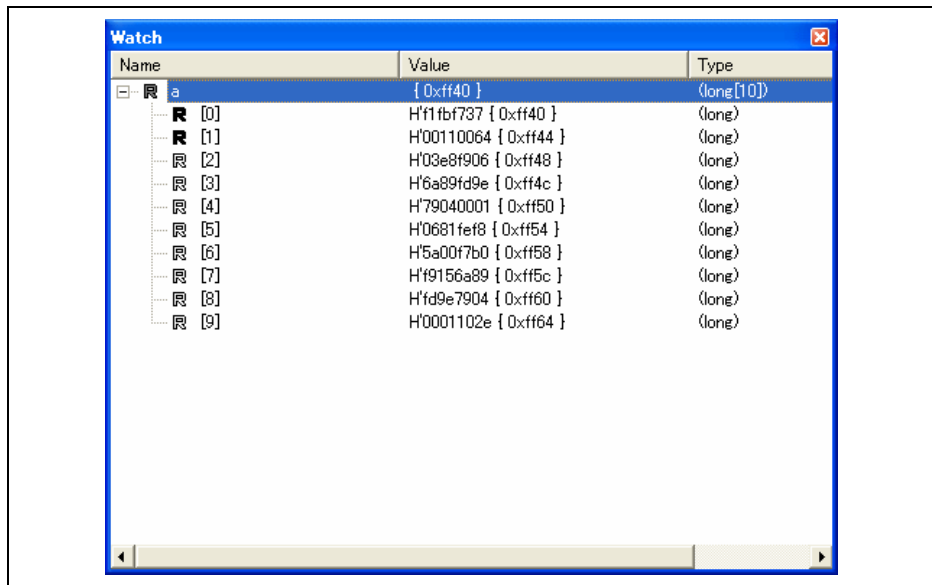 Watch
Name Value Type
R a { 0xff40 } (long[10])
R [0] H'f1fbf737 { 0xff40 } (long)
R [1] H'00110064 { 0xff44 } (long)
R [2] H'03e8f906 { 0xff48 } (long)
R [3] H'6a89fd9e { 0xff4c } (long)
R [4] H'79040001 { 0xff50 } (long)
R [5] H'0681fef8 { 0xff54 } (long)
R [6] H'5a00f7b0 { 0xff58 } (long)
R [7] H'f9156a89 { 0xff5c } (long)
R [8] H'fd9e7904 { 0xff60 } (long)
R [9] H'0001102e { 0xff64 } (long)